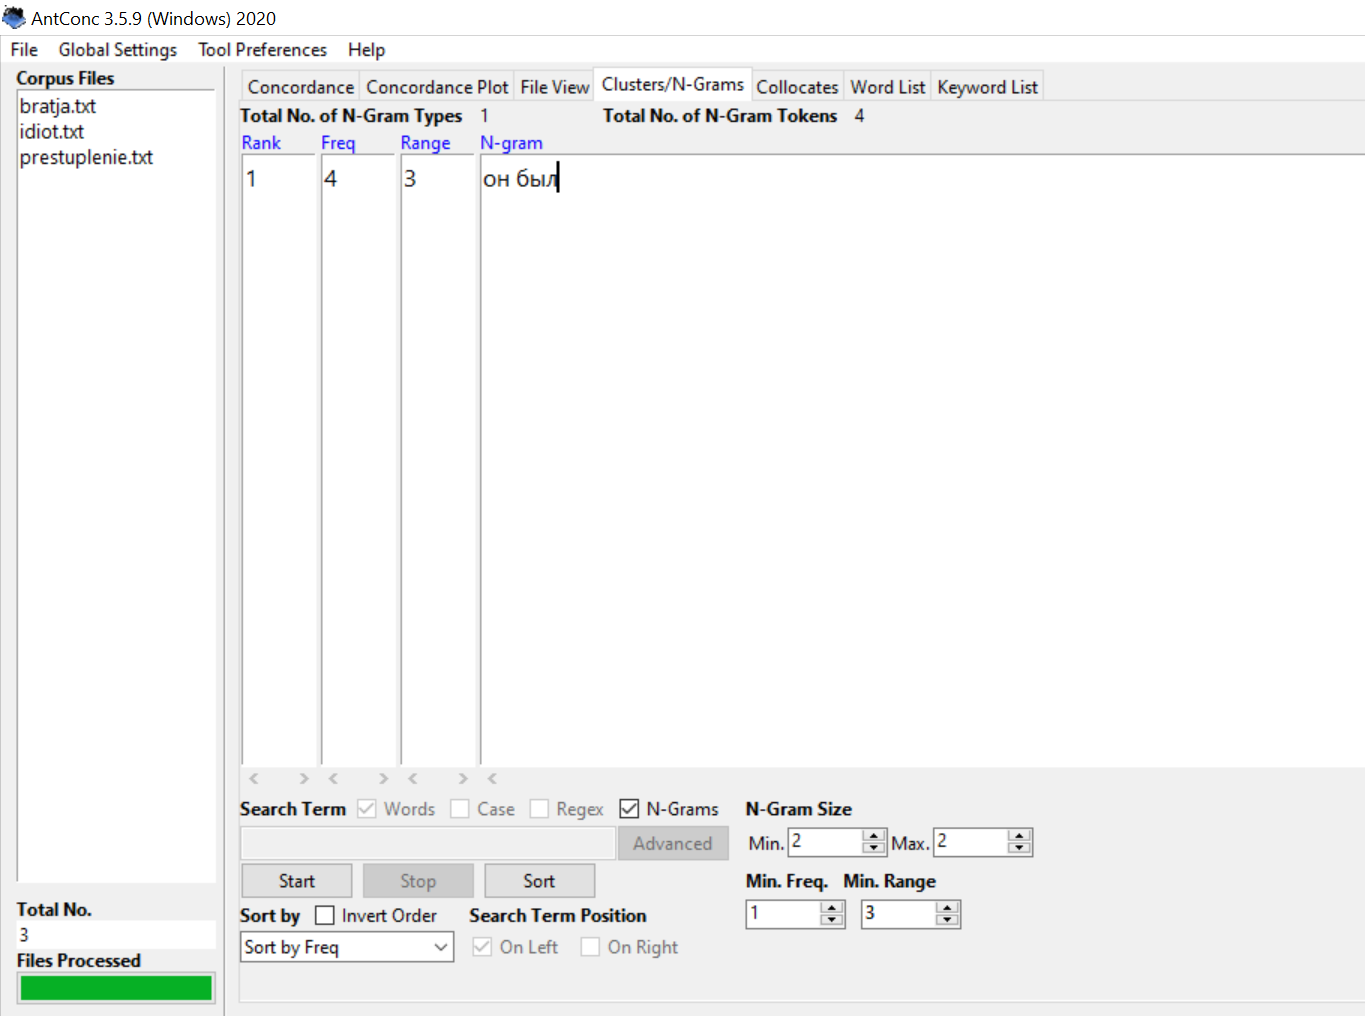 AntConc 3.5.9 (Windows) 2020
File Global Settings Tool Preferences Help
Corpus Files
bratja.txt
idiot.txt
prestuplenie.txt
Total No.
3
Files Processed
Concordance Concordance Plot File View Clusters/N-Grams Collocates Word List Keyword List
Total No. of N-Gram Types 1 Total No. of N-Gram Tokens 4
Rank Freq Range N-gram
1 4 3 он был
Search Term Words Case Regex N-Grams N-Gram Size
Advanced Min. 2 Max. 2
Start Stop Sort Min. Freq. Min. Range
Sort by Invert Order Search Term Position 1 3
Sort by Freq On Left On Right